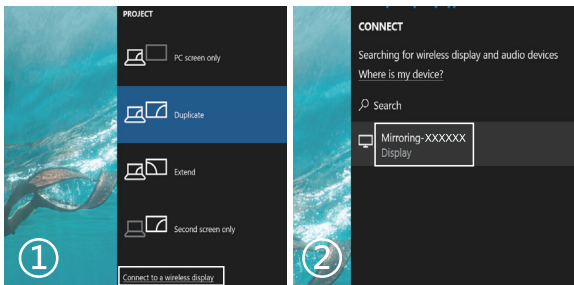 PROJECT
PC screen only
Duplicate
Extend
Second screen only
Connect to a wireless display
①
CONNECT
Searching for wireless display and audio devices
Where is my device?
Search
Mirroring-XXXXXX
Display
②